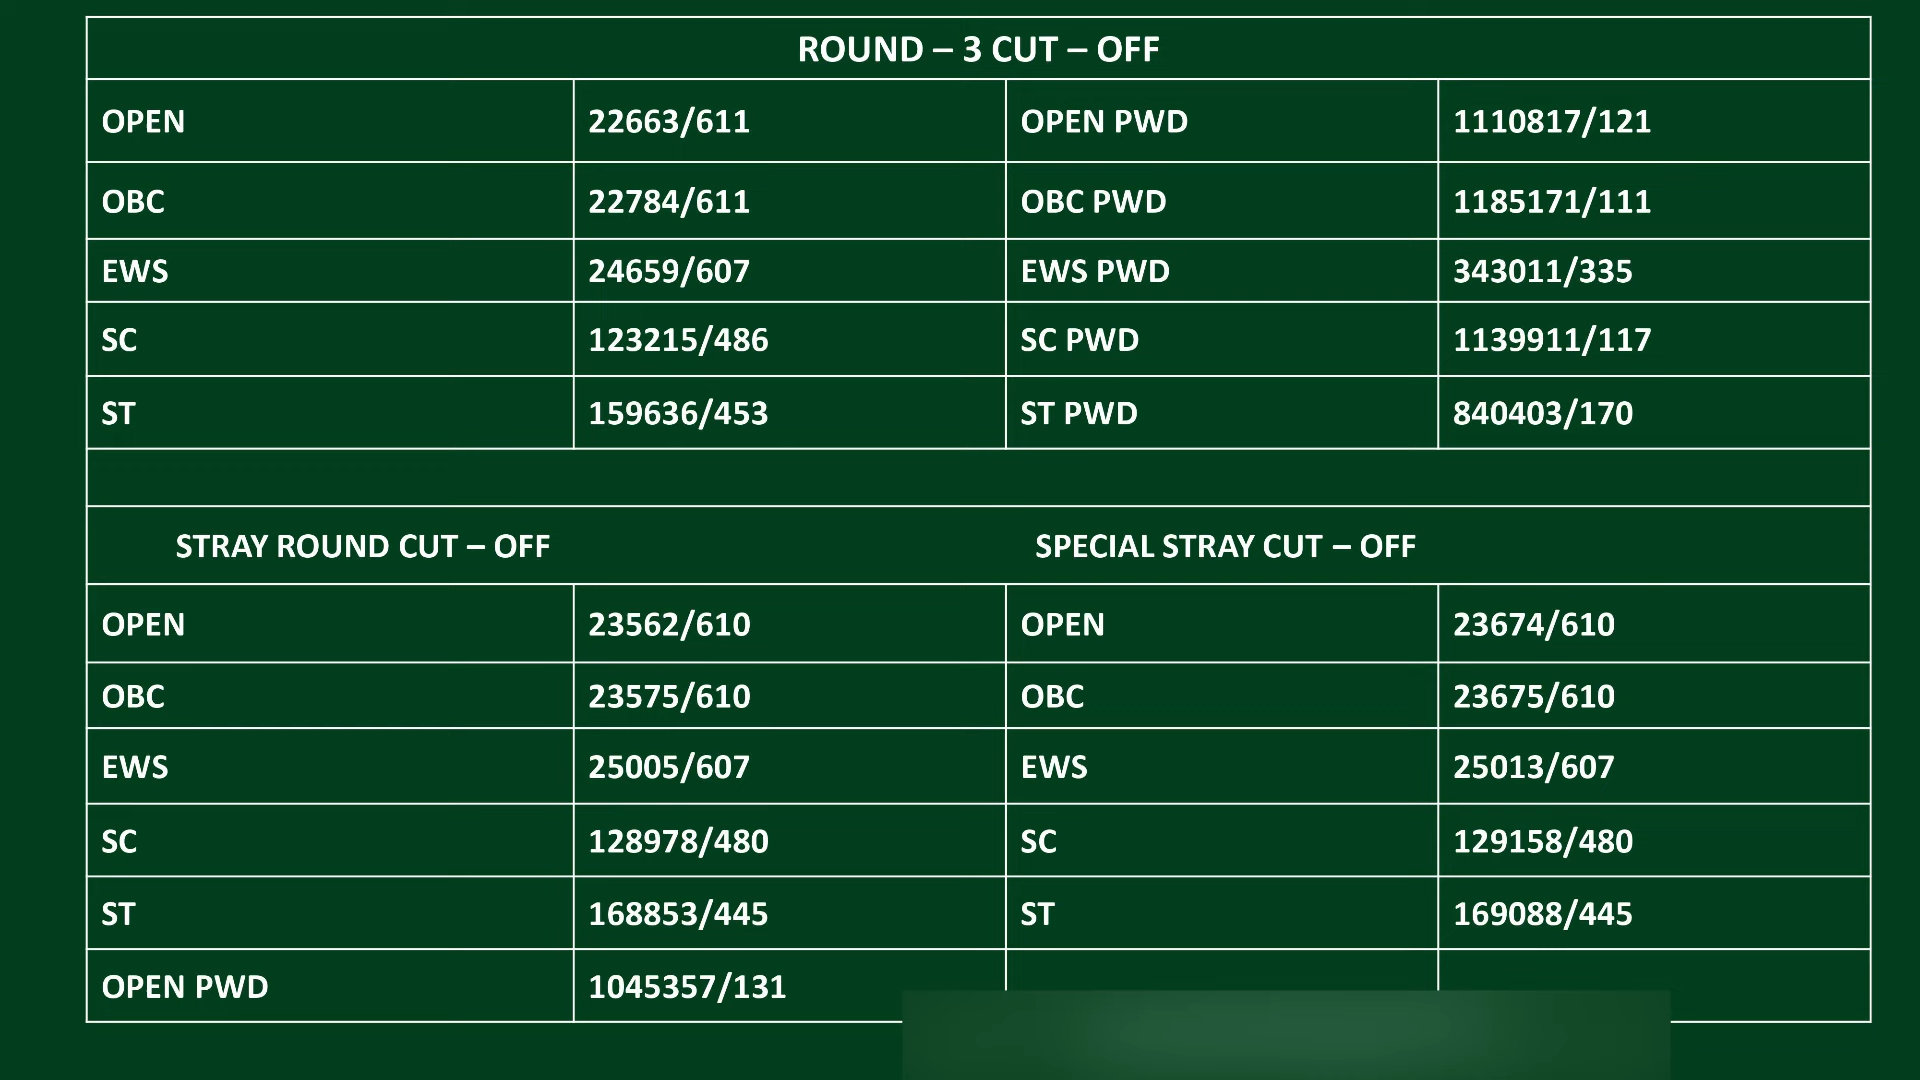 ROUND – 3 CUT – OFF
OPEN 22663/611 OPEN PWD 1110817/121
OBC 22784/611 OBC PWD 1185171/111
EWS 24659/607 EWS PWD 343011/335
SC 123215/486 SC PWD 1139911/117
ST 159636/453 ST PWD 840403/170
STRAY ROUND CUT – OFF SPECIAL STRAY CUT – OFF
OPEN 23562/610 OPEN 23674/610
OBC 23575/610 OBC 23675/610
EWS 25005/607 EWS 25013/607
SC 128978/480 SC 129158/480
ST 168853/445 ST 169088/445
OPEN PWD 1045357/131